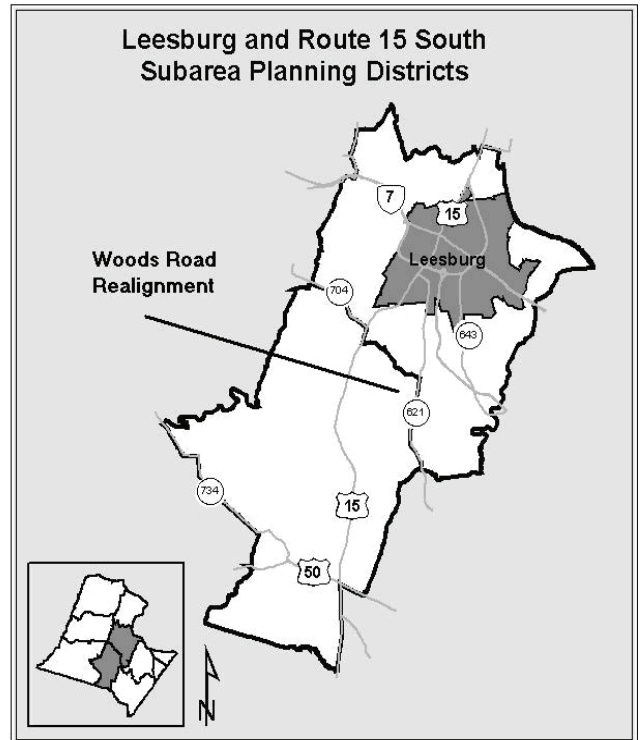 Leesburg and Route 15 South
Subarea Planning Districts
7
15
Leesburg
Woods Road
Realignment
704
643
621
734
15
50
N